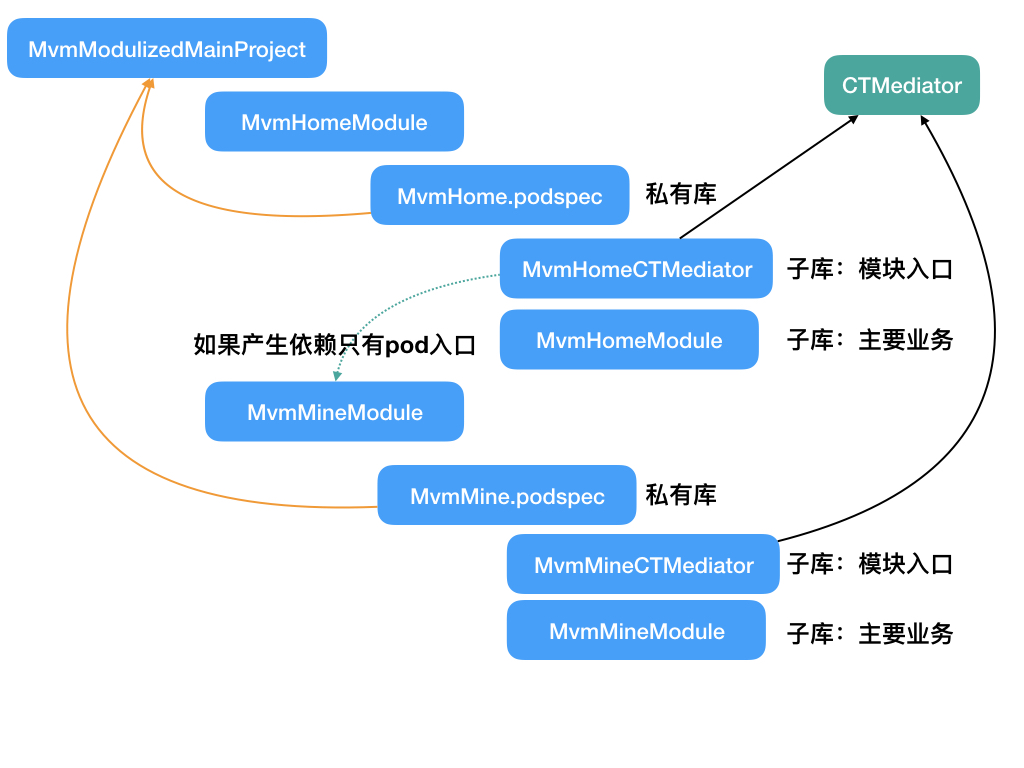 MvmModulizedMainProject
CTMediator
MvmHomeModule
MvmHome.podspec 私有库
MvmHomeCTMediator 子库：模块入口
MvmHomeModule 子库：主要业务
如果产生依赖只有pod入口
MvmMineModule
MvmMine.podspec 私有库
MvmMineCTMediator 子库：模块入口
MvmMineModule 子库：主要业务